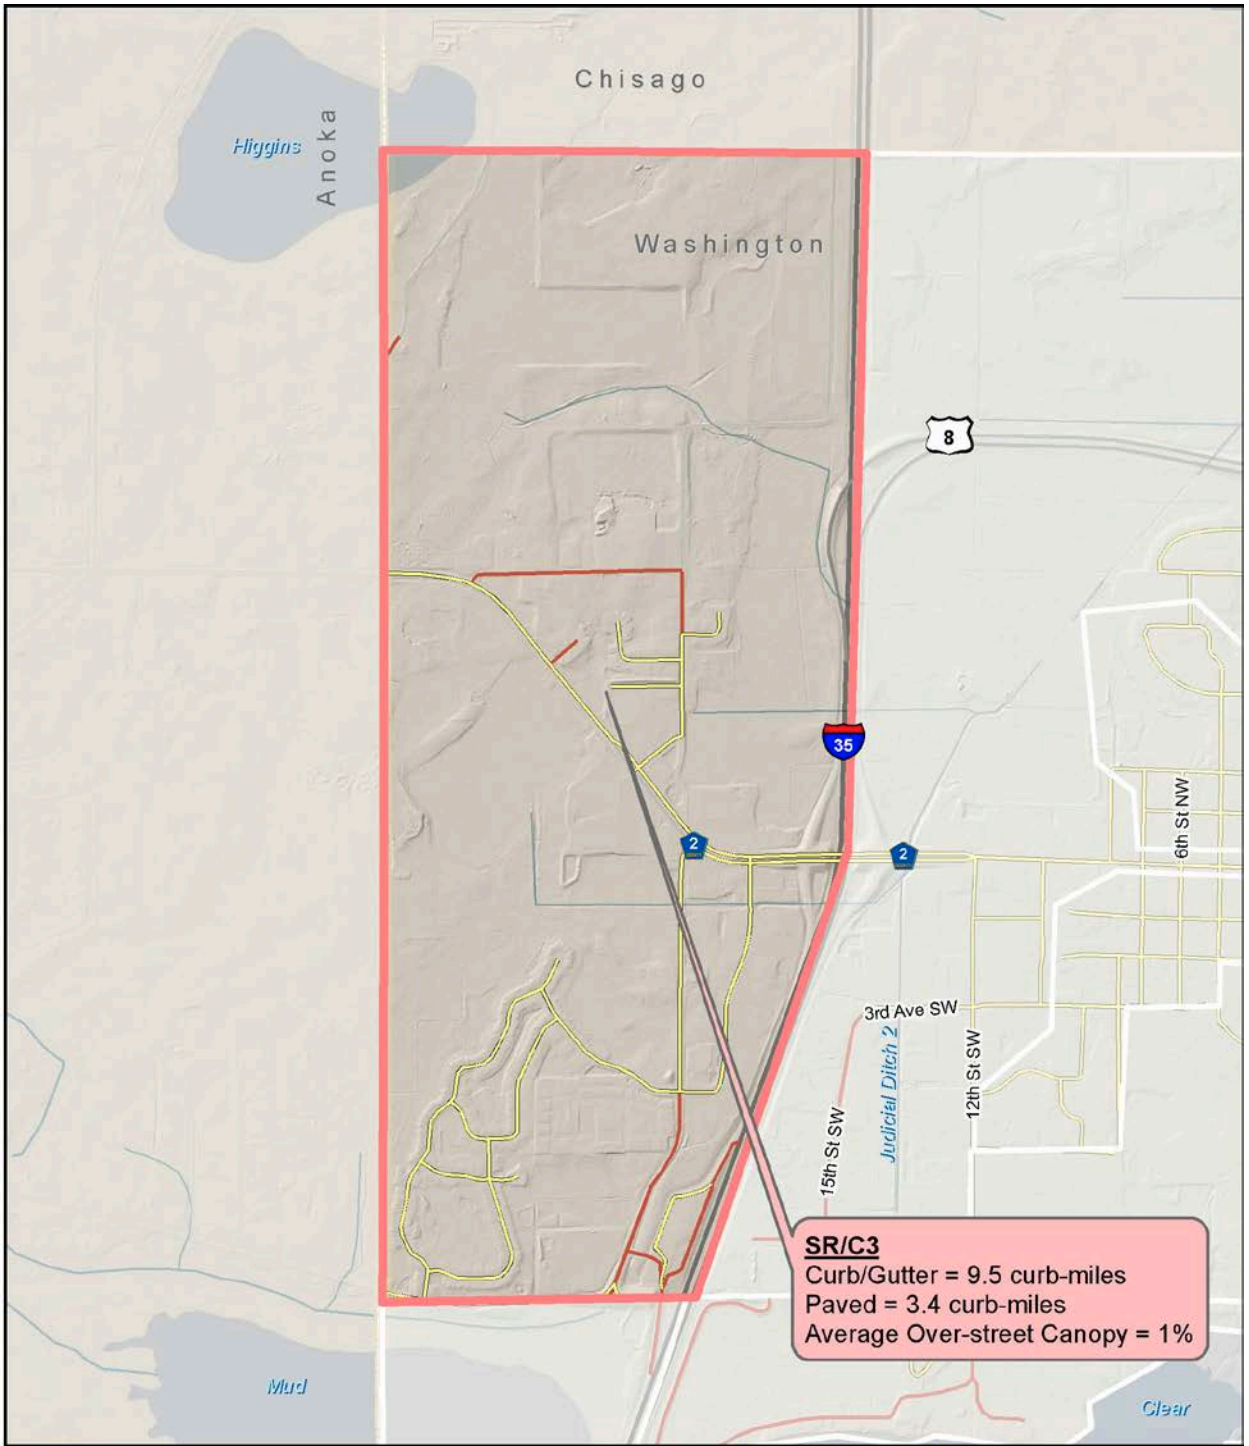 Chisago
Higgins
Anoka
Washington
8
35
6th St NW
2
2
3rd Ave SW
Judicial Ditch 2
12th St SW
15th St SW
SR/C3
Curb/Gutter = 9.5 curb-miles
Paved = 3.4 curb-miles
Average Over-street Canopy = 1%
Mud
Clear